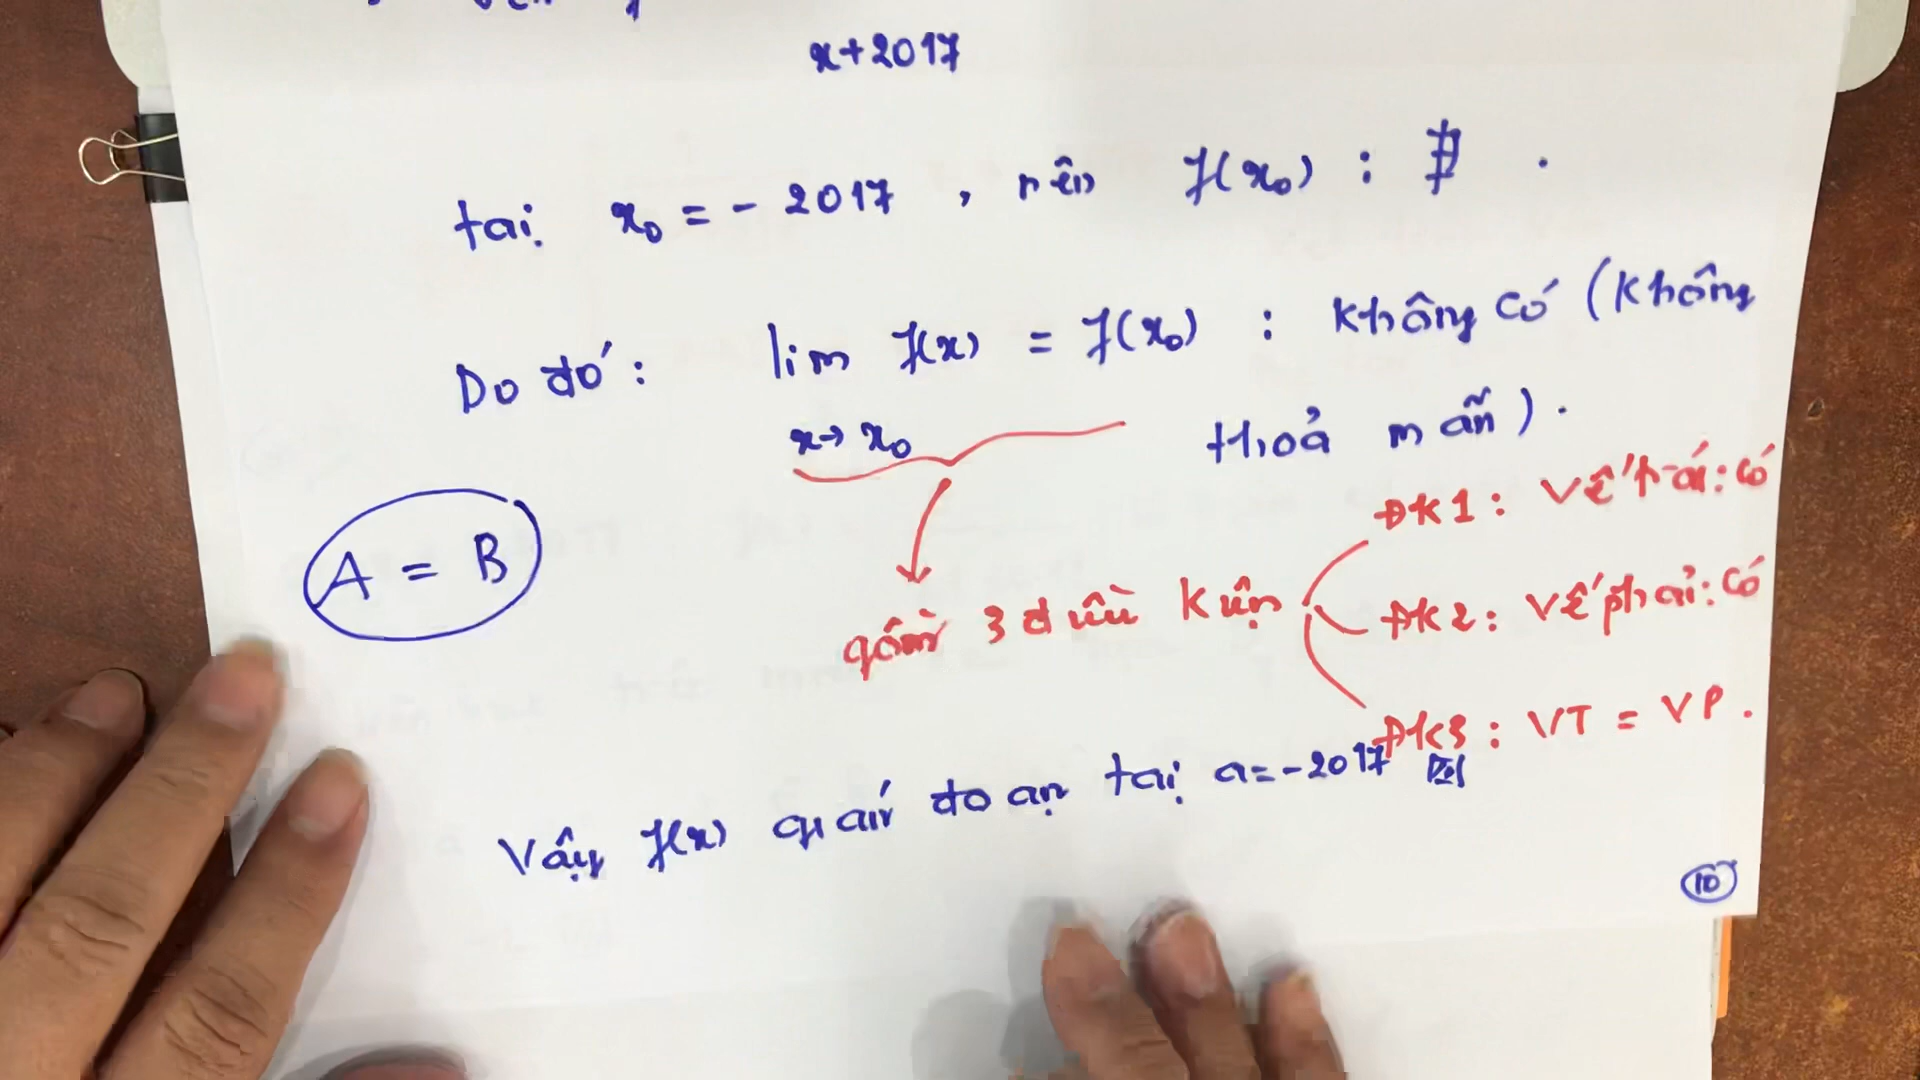 x+2017
tại x₀ = - 2017 , nên f(x₀) : ∄ .
Do đó : lim f(x) = f(x₀) : không có (không
x→x₀ thoả mãn).
A = B
ĐK1 : Vế trái : có
gồm 3 điều kiện
ĐK2 : Vế phải : có
ĐK3 : VT = VP .
Vậy f(x) gián đoạn tại a=-2017
10